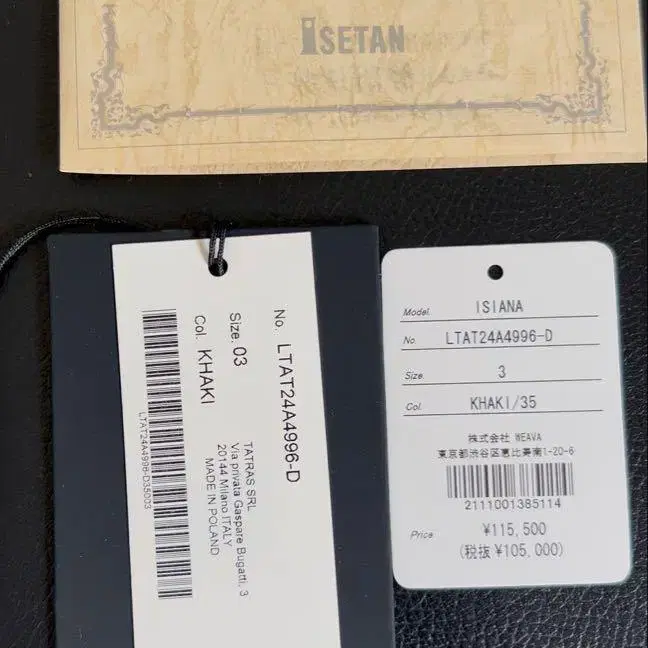 ISETAN
No. LTAT24A4996-D
Size. 03
Col. KHAKI
TATRAS SRL
Via privata Gaspare Bugatti, 3
20144 Milano ITALY
MADE IN POLAND
LTAT24A4996-D35003
Model. ISIANA
No. LTAT24A4996-D
Size. 3
Col. KHAKI/35
株式会社 WEAVA
東京都渋谷区恵比寿南1-20-6
2111001385114
Price. ¥115,500
(税抜 ¥105,000)